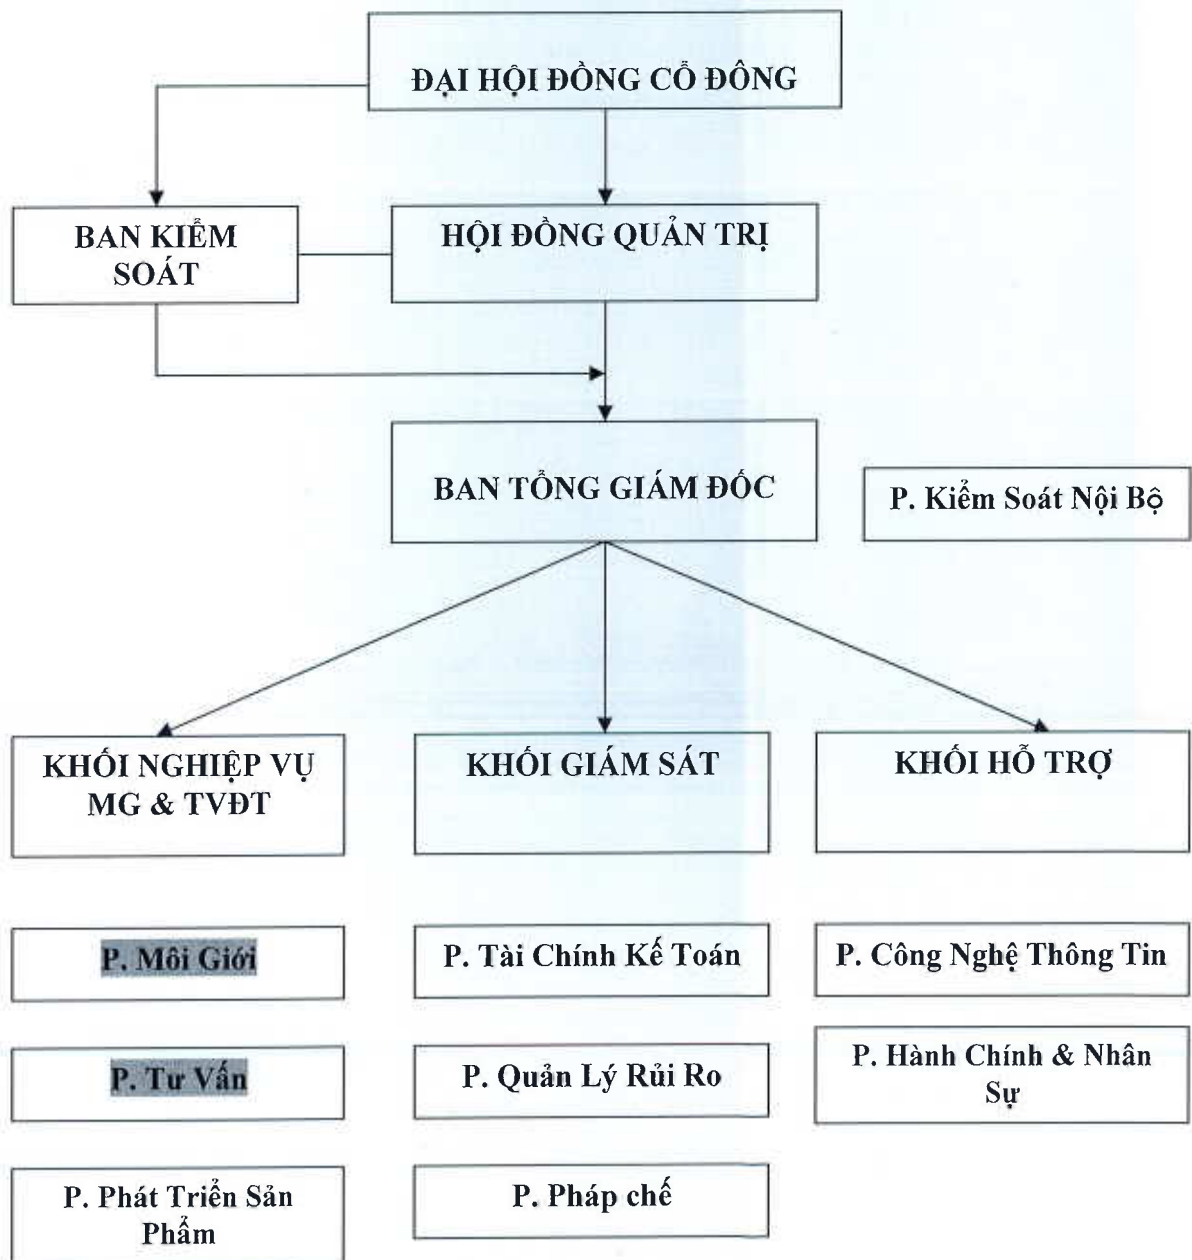 ĐẠI HỘI ĐỒNG CỔ ĐÔNG
BAN KIỂM
SOÁT
HỘI ĐỒNG QUẢN TRỊ
BAN TỔNG GIÁM ĐỐC
P. Kiểm Soát Nội Bộ
KHỐI NGHIỆP VỤ
MG & TVĐT
KHỐI GIÁM SÁT
KHỐI HỖ TRỢ
P. Môi Giới
P. Tài Chính Kế Toán
P. Công Nghệ Thông Tin
P. Tư Vấn
P. Quản Lý Rủi Ro
P. Hành Chính & Nhân
Sự
P. Phát Triển Sản
Phẩm
P. Pháp chế